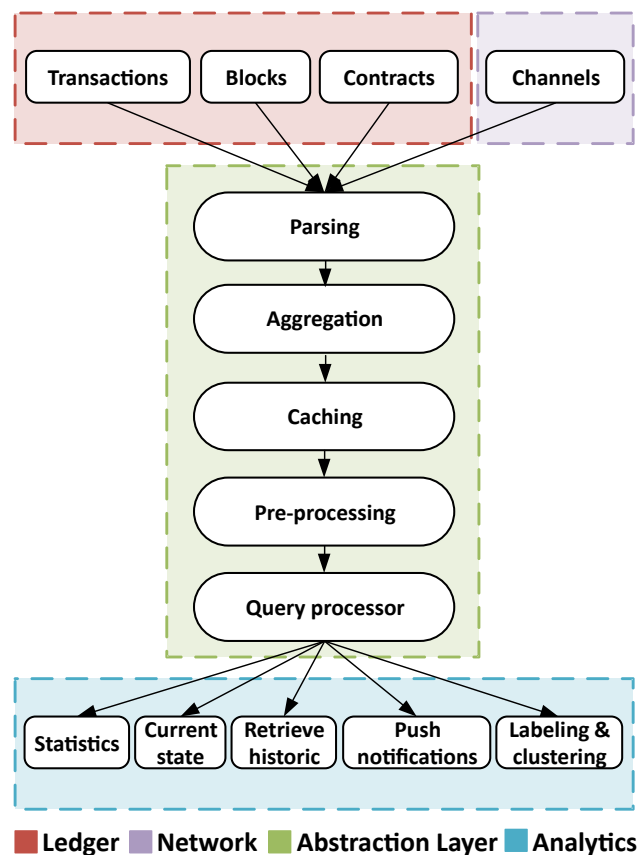 Transactions Blocks Contracts Channels
Parsing
Aggregation
Caching
Pre-processing
Query processor
Statistics
Current
state
Retrieve
historic
Push
notifications
Labeling &
clustering
Ledger Network Abstraction Layer Analytics